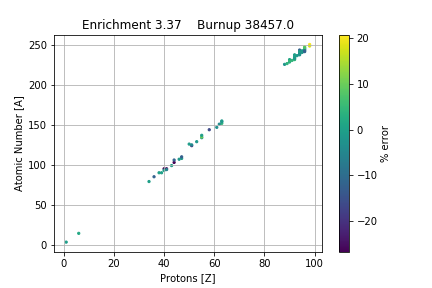 Enrichment 3.37    Burnup 38457.0
250
200
150
100
50
0
Atomic Number [A]
0 20 40 60 80 100
Protons [Z]
20
10
0
−10
−20
% error